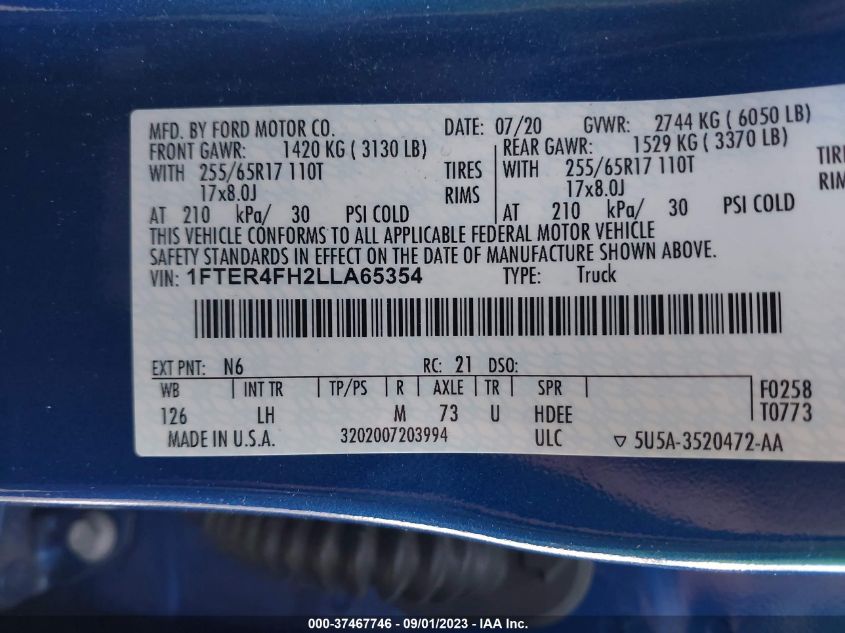 MFD. BY FORD MOTOR CO. DATE: 07/20 GVWR: 2744 KG ( 6050 LB)
FRONT GAWR: 1420 KG ( 3130 LB) REAR GAWR: 1529 KG ( 3370 LB)
WITH 255/65R17 110T TIRES WITH 255/65R17 110T
17x8.0J RIMS 17x8.0J
AT 210 kPa/ 30 PSI COLD AT 210 kPa/ 30 PSI COLD
THIS VEHICLE CONFORMS TO ALL APPLICABLE FEDERAL MOTOR VEHICLE
SAFETY STANDARDS IN EFFECT ON THE DATE OF MANUFACTURE SHOWN ABOVE.
VIN: 1FTER4FH2LLA65354 TYPE: Truck
EXT PNT: N6 RC: 21 DSO:
WB INT TR TP/PS R AXLE TR SPR F0258
126 LH M 73 U HDEE T0773
MADE IN U.S.A. 3202007203994 ULC ▽ 5U5A-3520472-AA
000-37467746 - 09/01/2023 - IAA Inc.